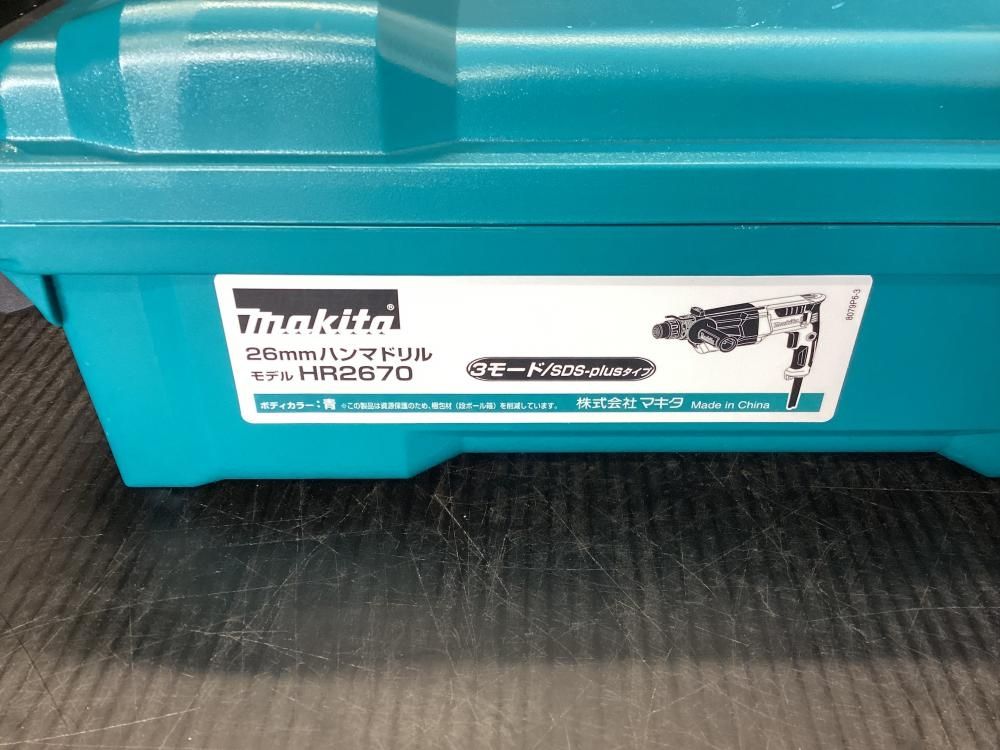 makita®
26mmハンマドリル
モデル HR2670
3モード/SDS-plusタイプ
ボディカラー：青 ※この製品は資源保護のため、梱包材（段ボール箱）を削減しています。 株式会社マキタ Made in China
8079P6-3